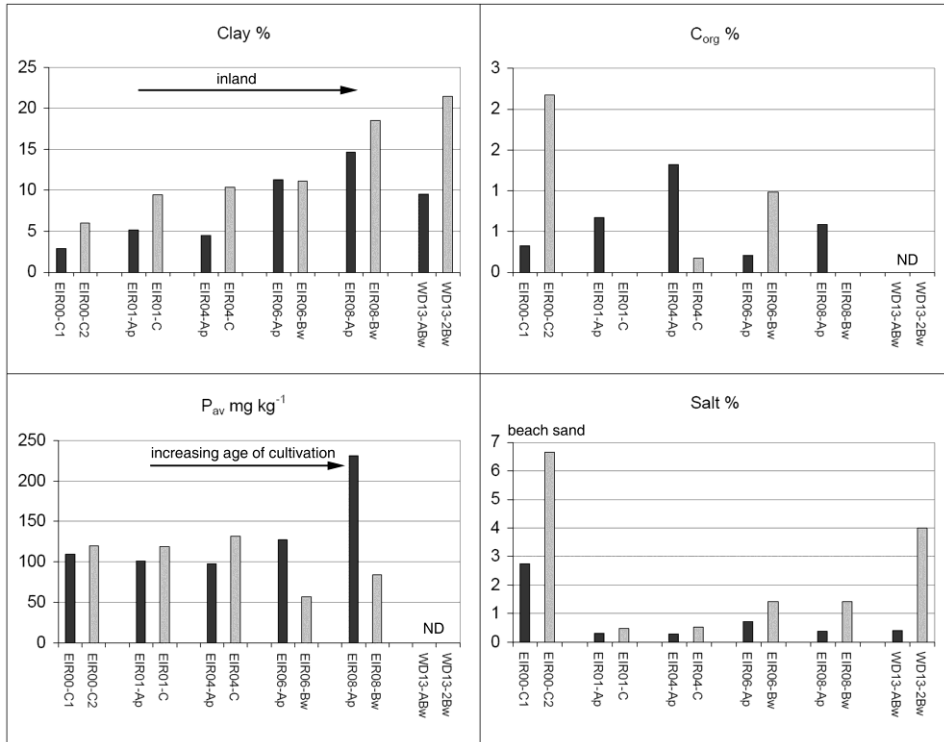 Clay %
25
20
15
10
5
0
inland
EIR00-C1
EIR00-C2
EIR01-Ap
EIR01-C
EIR04-Ap
EIR04-C
EIR06-Ap
EIR06-Bw
EIR08-Ap
EIR08-Bw
WD13-ABw
WD13-2Bw
C_org %
3
3
2
2
1
1
0
ND
EIR00-C1
EIR00-C2
EIR01-Ap
EIR01-C
EIR04-Ap
EIR04-C
EIR06-Ap
EIR06-Bw
EIR08-Ap
EIR08-Bw
WD13-ABw
WD13-2Bw
P_av mg kg⁻¹
250
200
150
100
50
0
increasing age of cultivation
ND
EIR00-C1
EIR00-C2
EIR01-Ap
EIR01-C
EIR04-Ap
EIR04-C
EIR06-Ap
EIR06-Bw
EIR08-Ap
EIR08-Bw
WD13-ABw
WD13-2Bw
Salt %
beach sand
7
6
5
4
3
2
1
0
EIR00-C1
EIR00-C2
EIR01-Ap
EIR01-C
EIR04-Ap
EIR04-C
EIR06-Ap
EIR06-Bw
EIR08-Ap
EIR08-Bw
WD13-ABw
WD13-2Bw